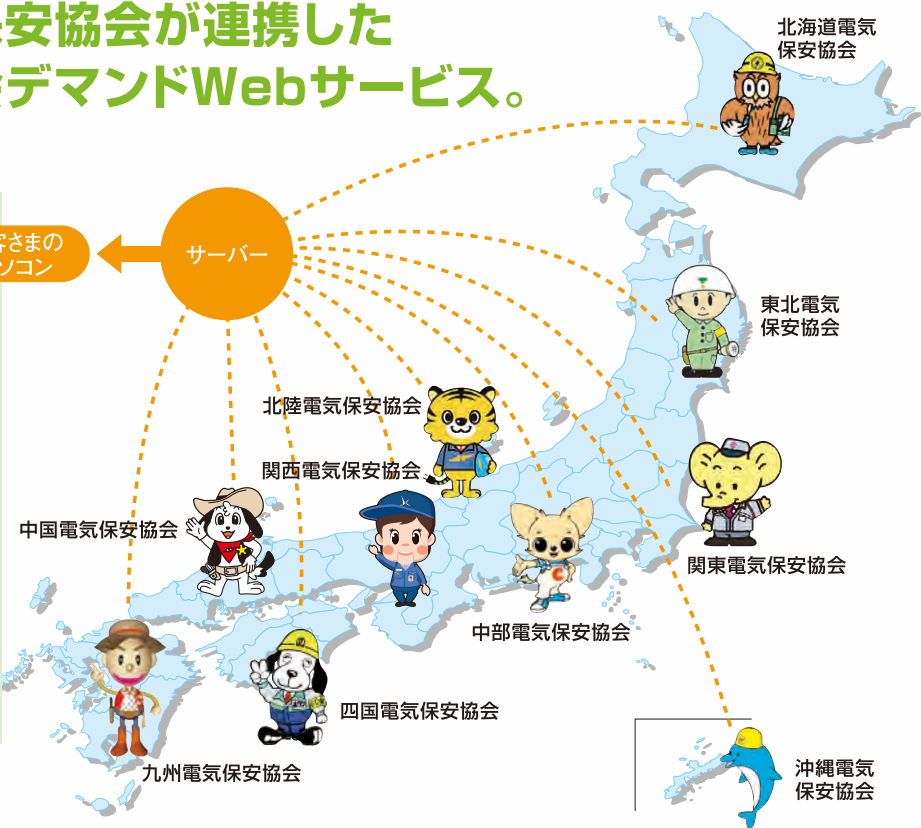 保安協会が連携した
デマンドWebサービス。
北海道電気
保安協会
客さまの
ソコン
サーバー
東北電気
保安協会
北陸電気保安協会
関西電気保安協会
中国電気保安協会
関東電気保安協会
中部電気保安協会
四国電気保安協会
九州電気保安協会
沖縄電気
保安協会